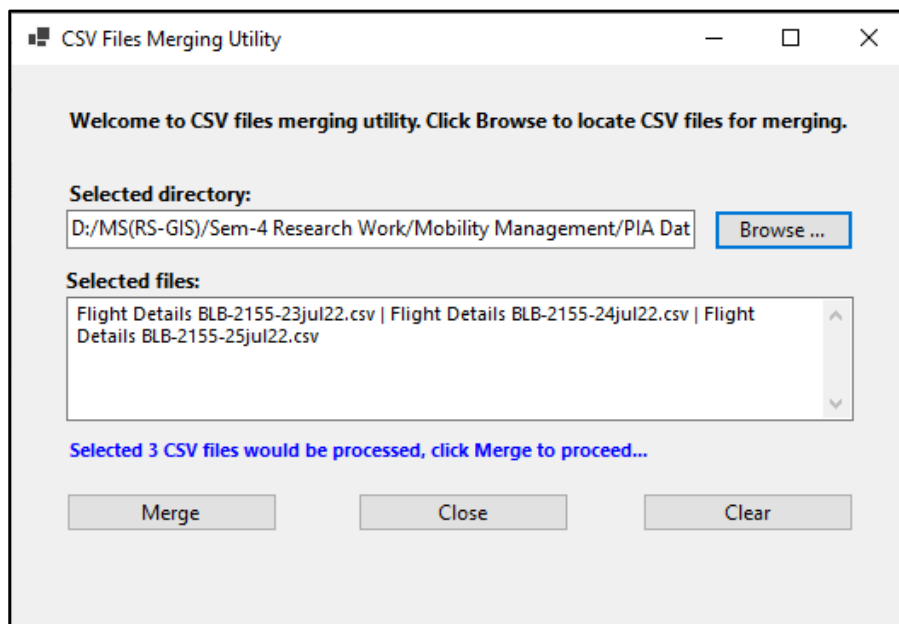 CSV Files Merging Utility
Welcome to CSV files merging utility. Click Browse to locate CSV files for merging.
Selected directory:
D:/MS(RS-GIS)/Sem-4 Research Work/Mobility Management/PIA Dat
Browse ...
Selected files:
Flight Details BLB-2155-23jul22.csv | Flight Details BLB-2155-24jul22.csv | Flight
Details BLB-2155-25jul22.csv
Selected 3 CSV files would be processed, click Merge to proceed...
Merge
Close
Clear